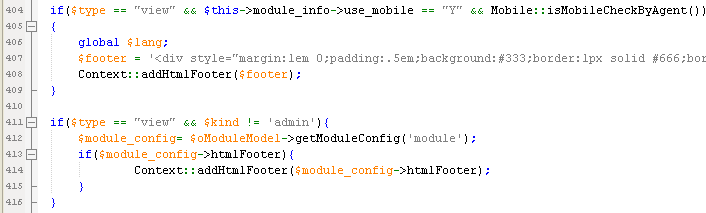 404 if($type == "view" && $this->module_info->use_mobile == "Y" && Mobile::isMobileCheckByAgent())
405 {
406 global $lang;
407 $footer = '<div style="margin:1em 0;padding:.5em;background:#333;border:1px solid #666;bor
408 Context::addHtmlFooter($footer);
409 }
410
411 if($type == "view" && $kind != 'admin'){
412 $module_config= $oModuleModel->getModuleConfig('module');
413 if($module_config->htmlFooter){
414 Context::addHtmlFooter($module_config->htmlFooter);
415 }
416 }